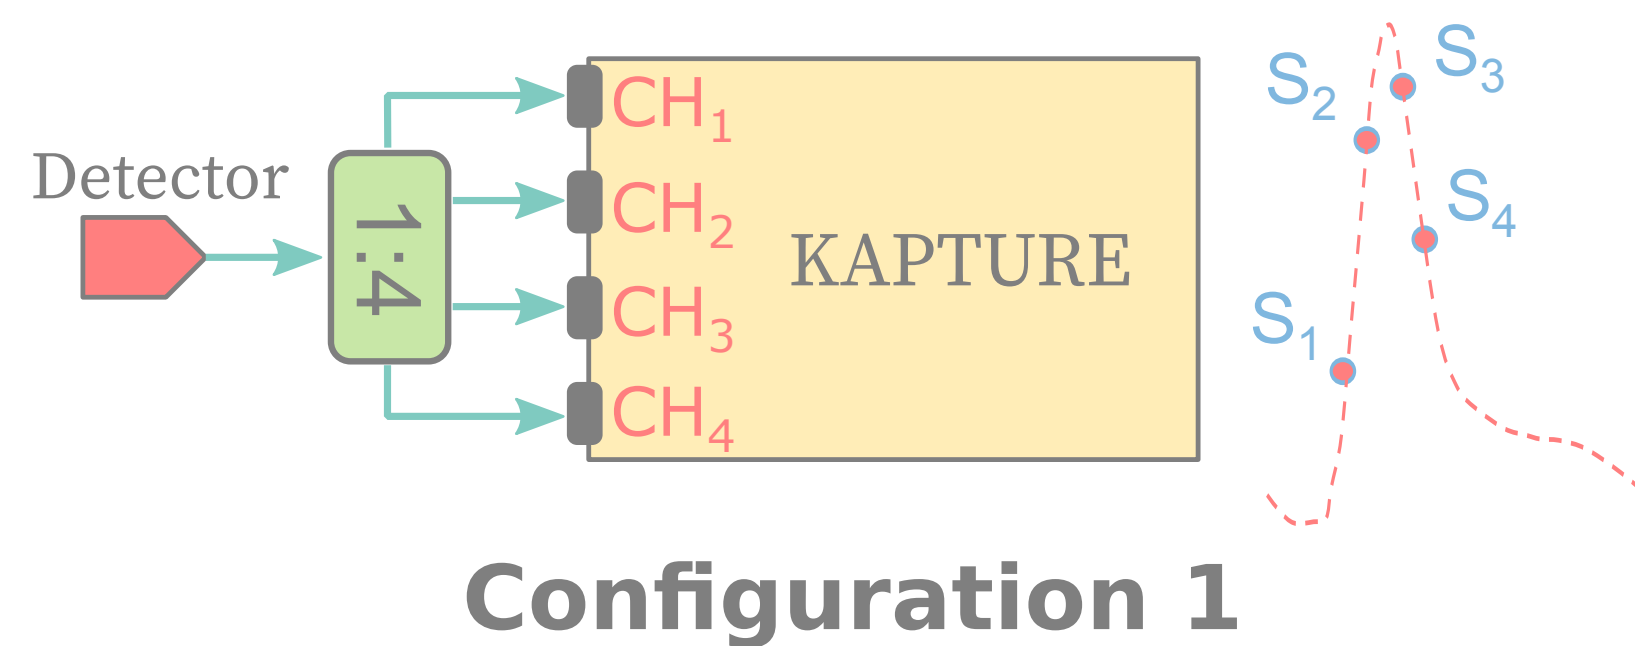 Detector
1:4
CH₁
CH₂
CH₃
CH₄
KAPTURE
S₁
S₂
S₃
S₄
Configuration 1